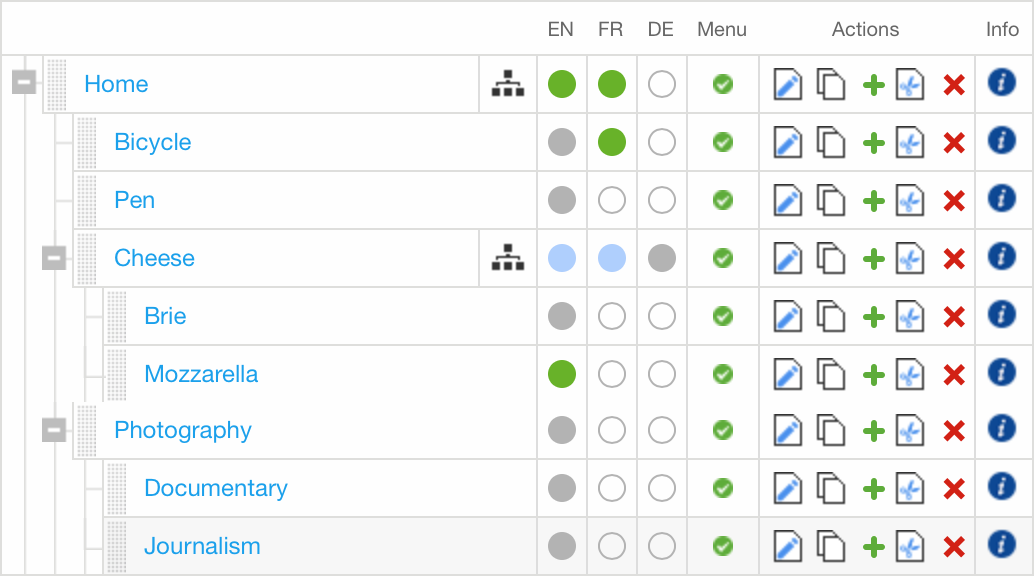 EN FR DE Menu Actions Info
Home
Bicycle
Pen
Cheese
Brie
Mozzarella
Photography
Documentary
Journalism